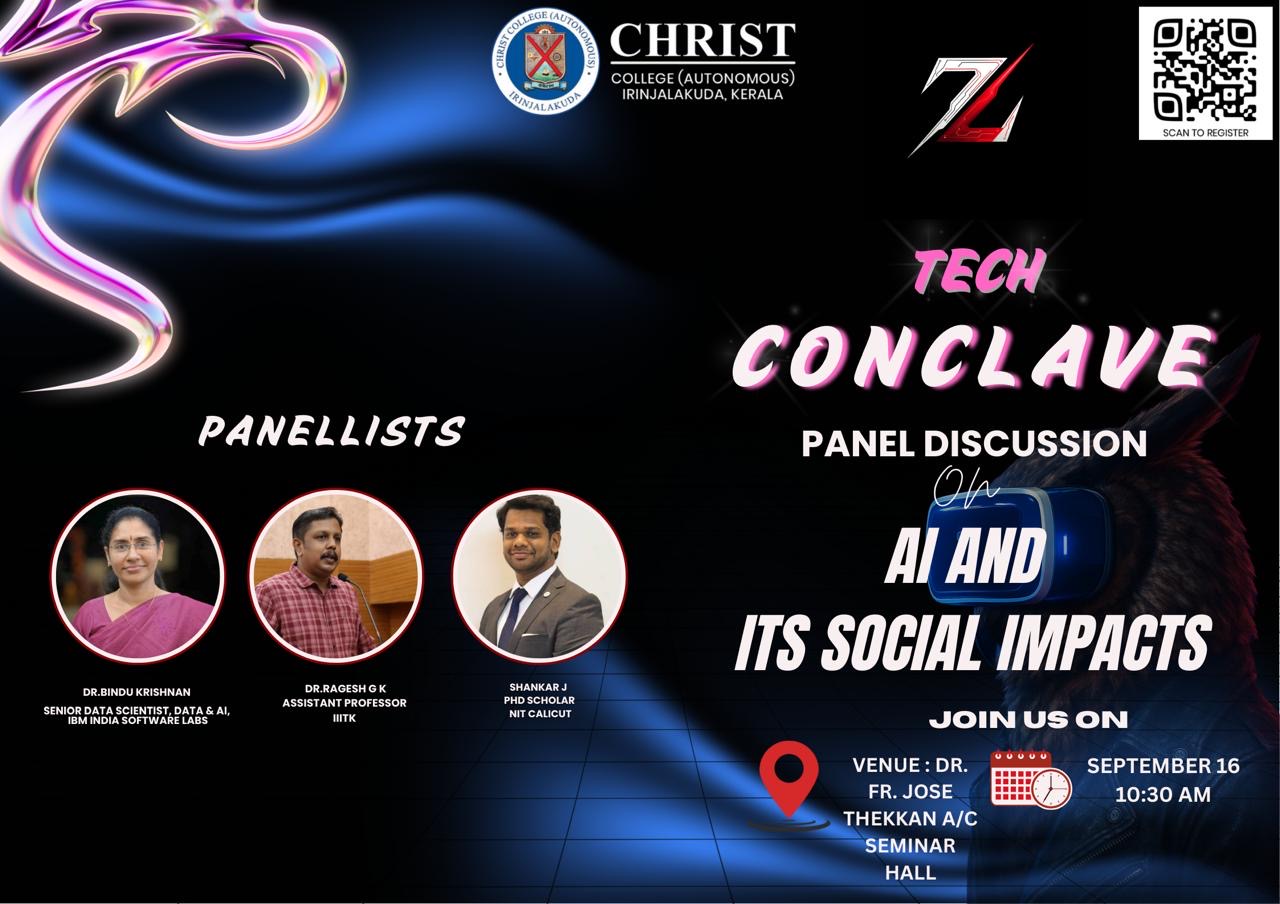 CHRIST COLLEGE (AUTONOMOUS)
IRINJALAKUDA
CHRIST
COLLEGE (AUTONOMOUS)
IRINJALAKUDA, KERALA
Z
SCAN TO REGISTER
TECH
CONCLAVE
PANEL DISCUSSION
On
AI AND
ITS SOCIAL IMPACTS
PANELLISTS
DR.BINDU KRISHNAN
SENIOR DATA SCIENTIST, DATA & AI,
IBM INDIA SOFTWARE LABS
DR.RAGESH G K
ASSISTANT PROFESSOR
IIITK
SHANKAR J
PHD SCHOLAR
NIT CALICUT
JOIN US ON
VENUE : DR.
FR. JOSE
THEKKAN A/C
SEMINAR
HALL
SEPTEMBER 16
10:30 AM